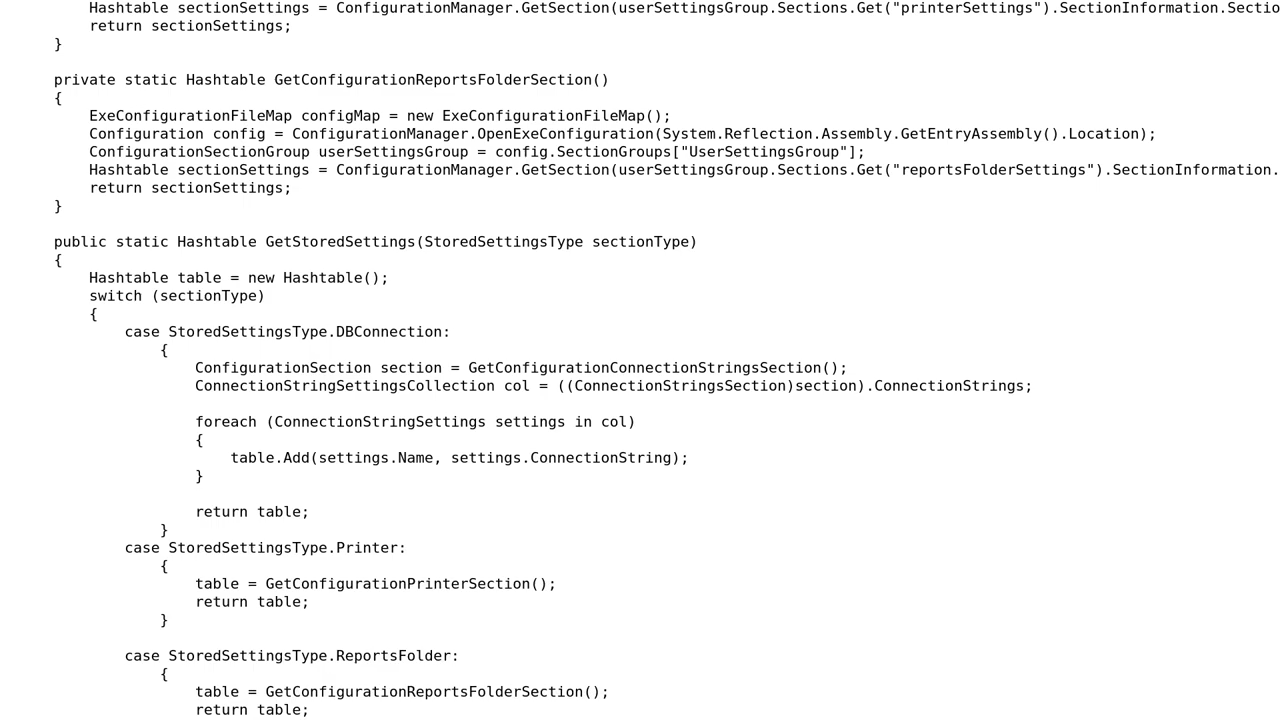 Hashtable sectionSettings = ConfigurationManager.GetSection(userSettingsGroup.Sections.Get("printerSettings").SectionInformation.Sectio
return sectionSettings;
}
private static Hashtable GetConfigurationReportsFolderSection()
{
ExeConfigurationFileMap configMap = new ExeConfigurationFileMap();
Configuration config = ConfigurationManager.OpenExeConfiguration(System.Reflection.Assembly.GetEntryAssembly().Location);
ConfigurationSectionGroup userSettingsGroup = config.SectionGroups["UserSettingsGroup"];
Hashtable sectionSettings = ConfigurationManager.GetSection(userSettingsGroup.Sections.Get("reportsFolderSettings").SectionInformation.
return sectionSettings;
}
public static Hashtable GetStoredSettings(StoredSettingsType sectionType)
{
Hashtable table = new Hashtable();
switch (sectionType)
{
case StoredSettingsType.DBConnection:
{
ConfigurationSection section = GetConfigurationConnectionStringsSection();
ConnectionStringSettingsCollection col = ((ConnectionStringsSection)section).ConnectionStrings;
foreach (ConnectionStringSettings settings in col)
{
table.Add(settings.Name, settings.ConnectionString);
}
return table;
}
case StoredSettingsType.Printer:
{
table = GetConfigurationPrinterSection();
return table;
}
case StoredSettingsType.ReportsFolder:
{
table = GetConfigurationReportsFolderSection();
return table;